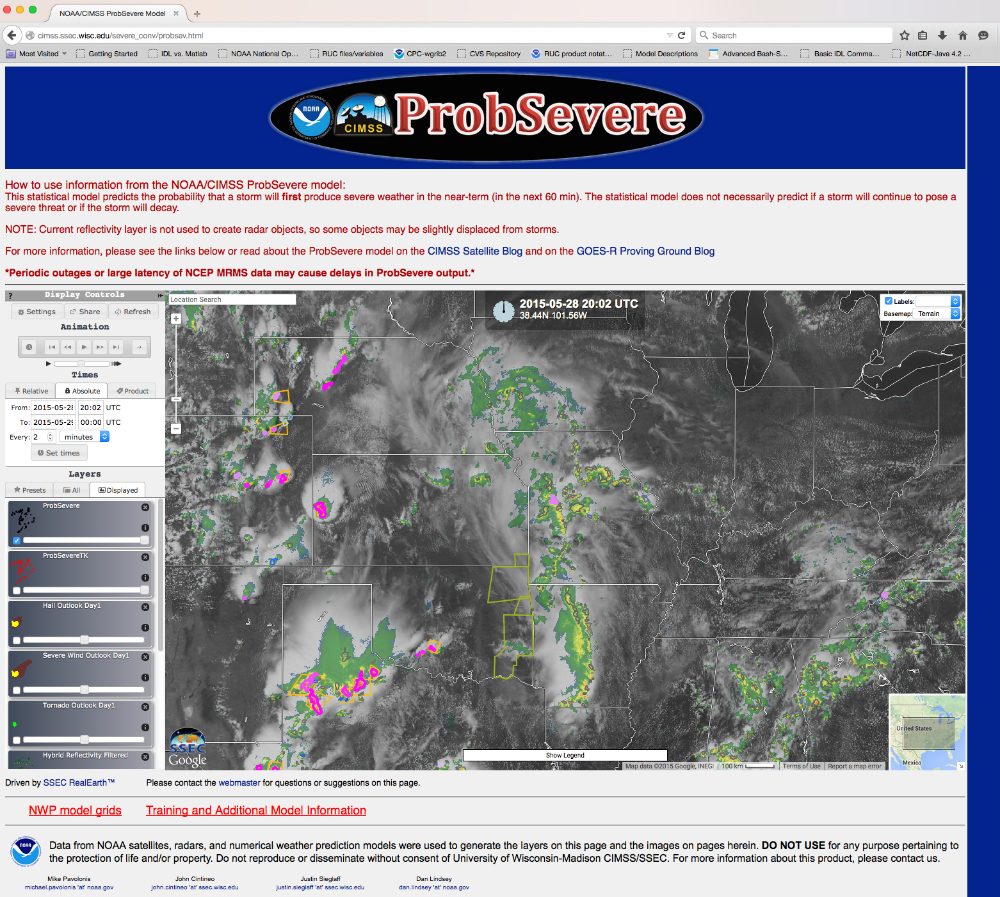 NOAA/CIMSS ProbSevere Model
cimss.ssec.wisc.edu/severe_conv/probsev.html
Search
Most Visited
Getting Started
IDL vs. Matlab
NOAA National Op...
RUC files/variables
CPC-wgrib2
CVS Repository
RUC product notat...
Model Descriptions
Advanced Bash-S...
Basic IDL Comma...
NetCDF-Java 4.2 ...
NOAA
CIMSS
ProbSevere
How to use information from the NOAA/CIMSS ProbSevere model:
This statistical model predicts the probability that a storm will first produce severe weather in the near-term (in the next 60 min). The statistical model does not necessarily predict if a storm will continue to pose a
severe threat or if the storm will decay.
NOTE: Current reflectivity layer is not used to create radar objects, so some objects may be slightly displaced from storms.
For more information, please see the links below or read about the ProbSevere model on the CIMSS Satellite Blog and on the GOES-R Proving Ground Blog
*Periodic outages or large latency of NCEP MRMS data may cause delays in ProbSevere output.*
? Display Controls
Settings
Share
Refresh
Animation
Times
Relative
Absolute
Product
From: 2015-05-28 20:02 UTC
To: 2015-05-29 00:00 UTC
Every: 2 minutes
Set times
Layers
Presets
All
Displayed
ProbSevere
ProbSevereTK
Hail Outlook Day1
Severe Wind Outlook Day1
Tornado Outlook Day1
Hybrid Reflectivity Filtered
Location Search
2015-05-28 20:02 UTC
38.44N 101.56W
Labels:
Basemap: Terrain
SSEC
Google
Show Legend
Map data ©2015 Google, INEGI
100 km
Terms of Use
Report a map error
United States
Mexico
Driven by SSEC RealEarth™
Please contact the webmaster for questions or suggestions on this page.
NWP model grids
Training and Additional Model Information
NOAA
Data from NOAA satellites, radars, and numerical weather prediction models were used to generate the layers on this page and the images on pages herein. DO NOT USE for any purpose pertaining to
the protection of life and/or property. Do not reproduce or disseminate without consent of University of Wisconsin-Madison CIMSS/SSEC. For more information about this product, please contact us.
Mike Pavolonis
John Cintineo
Justin Sieglaff
Dan Lindsey
michael.pavolonis 'at' noaa.gov
john.cintineo 'at' ssec.wisc.edu
justin.sieglaff 'at' ssec.wisc.edu
dan.lindsey 'at' noaa.gov